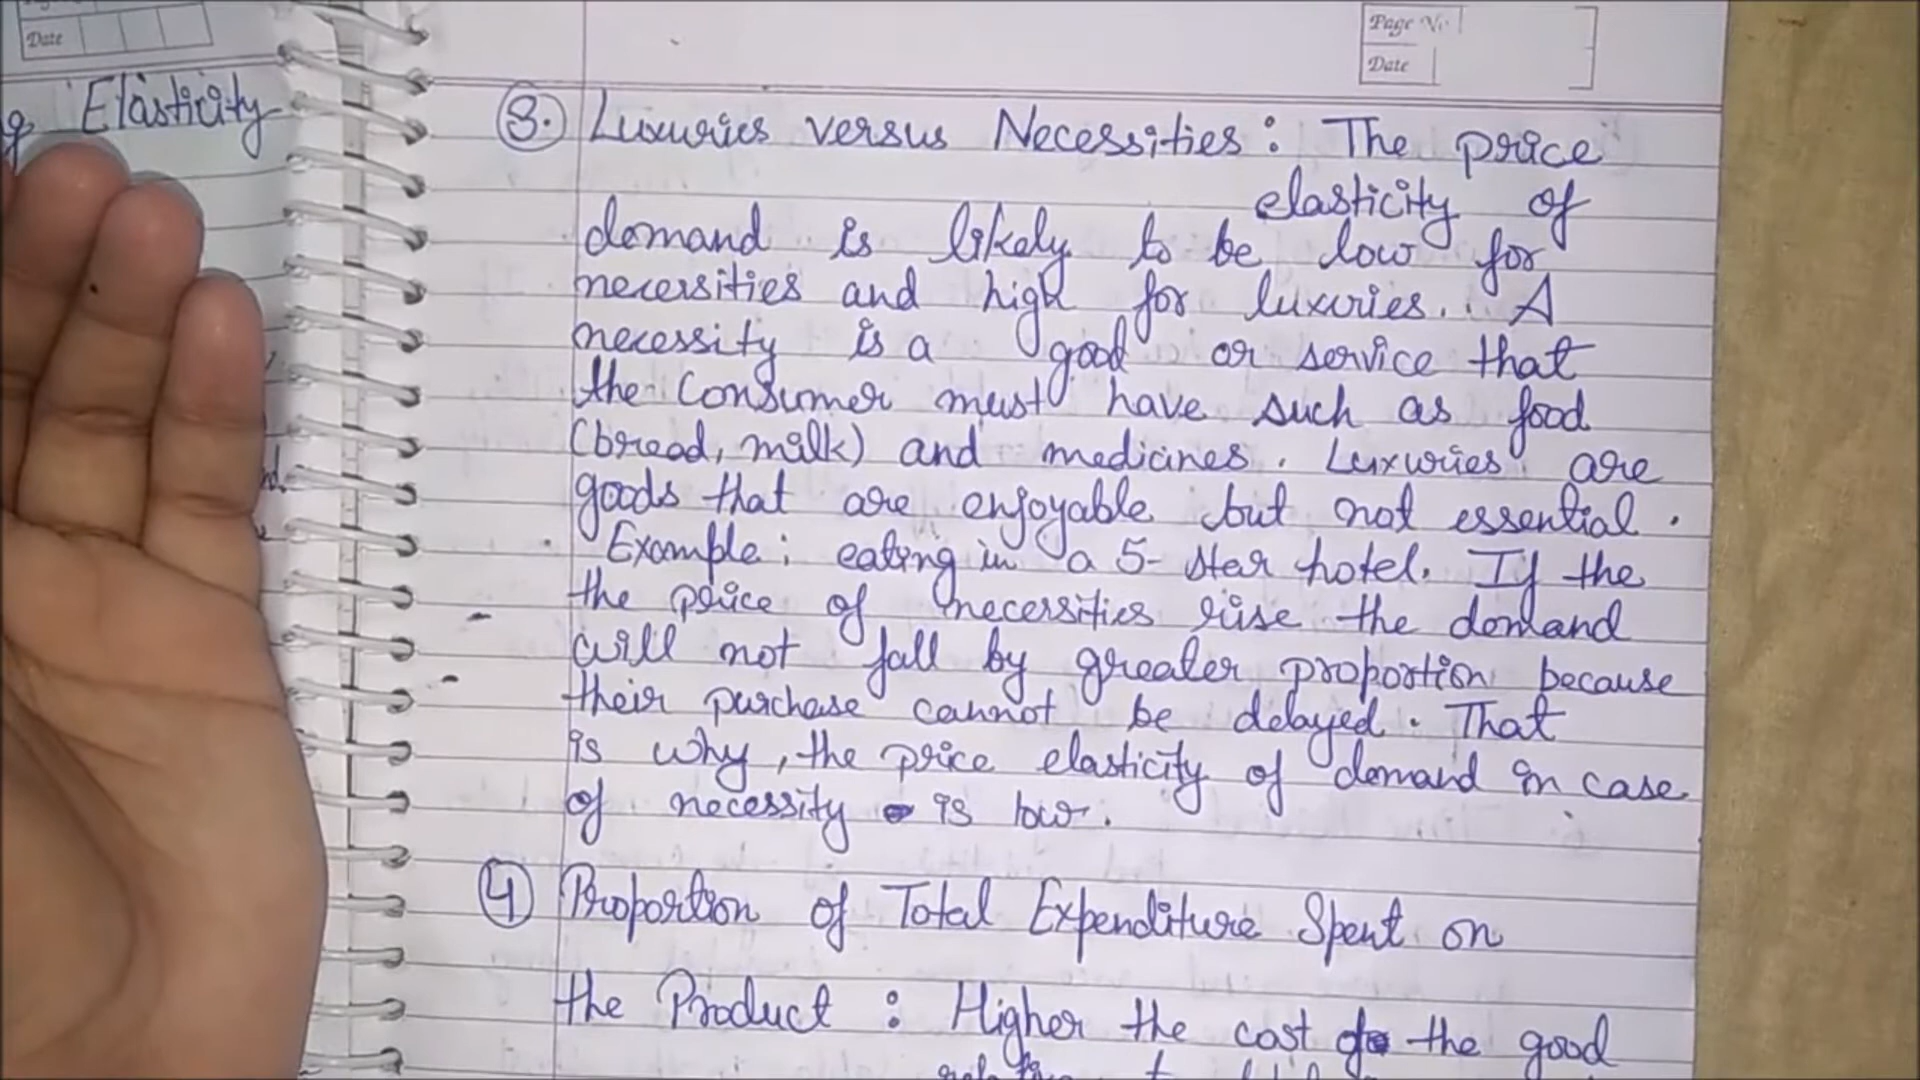 Date
Elasticity
Page No
Date
3. Luxuries versus Necessities : The price
elasticity of
demand is likely to be low for
necessities and high for luxuries. A
necessity is a good or service that
the consumer must have such as food
(bread, milk) and medicines. Luxuries are
goods that are enjoyable but not essential.
Example : eating in a 5-star hotel. If the
the price of necessities rise the demand
will not fall by greater proportion because
their purchase cannot be delayed. That
is why, the price elasticity of demand in case
of necessity is low.
4 Proportion of Total Expenditure Spent on
the Product : Higher the cost of the good